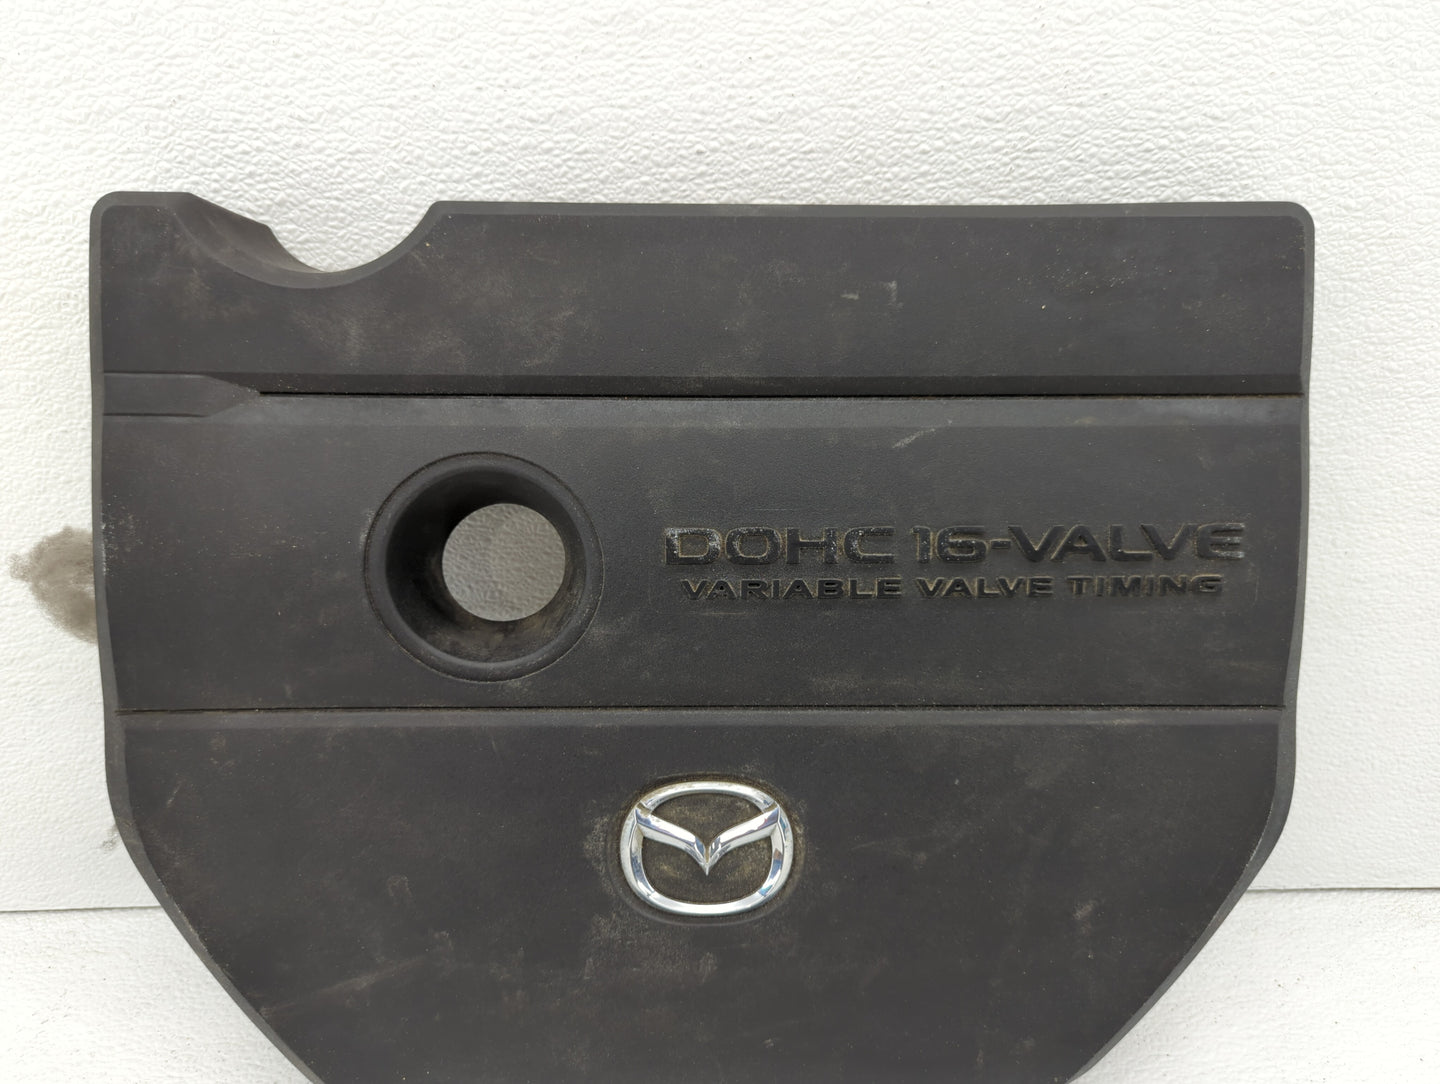 DOHC 16-VALVE
VARIABLE VALVE TIMING